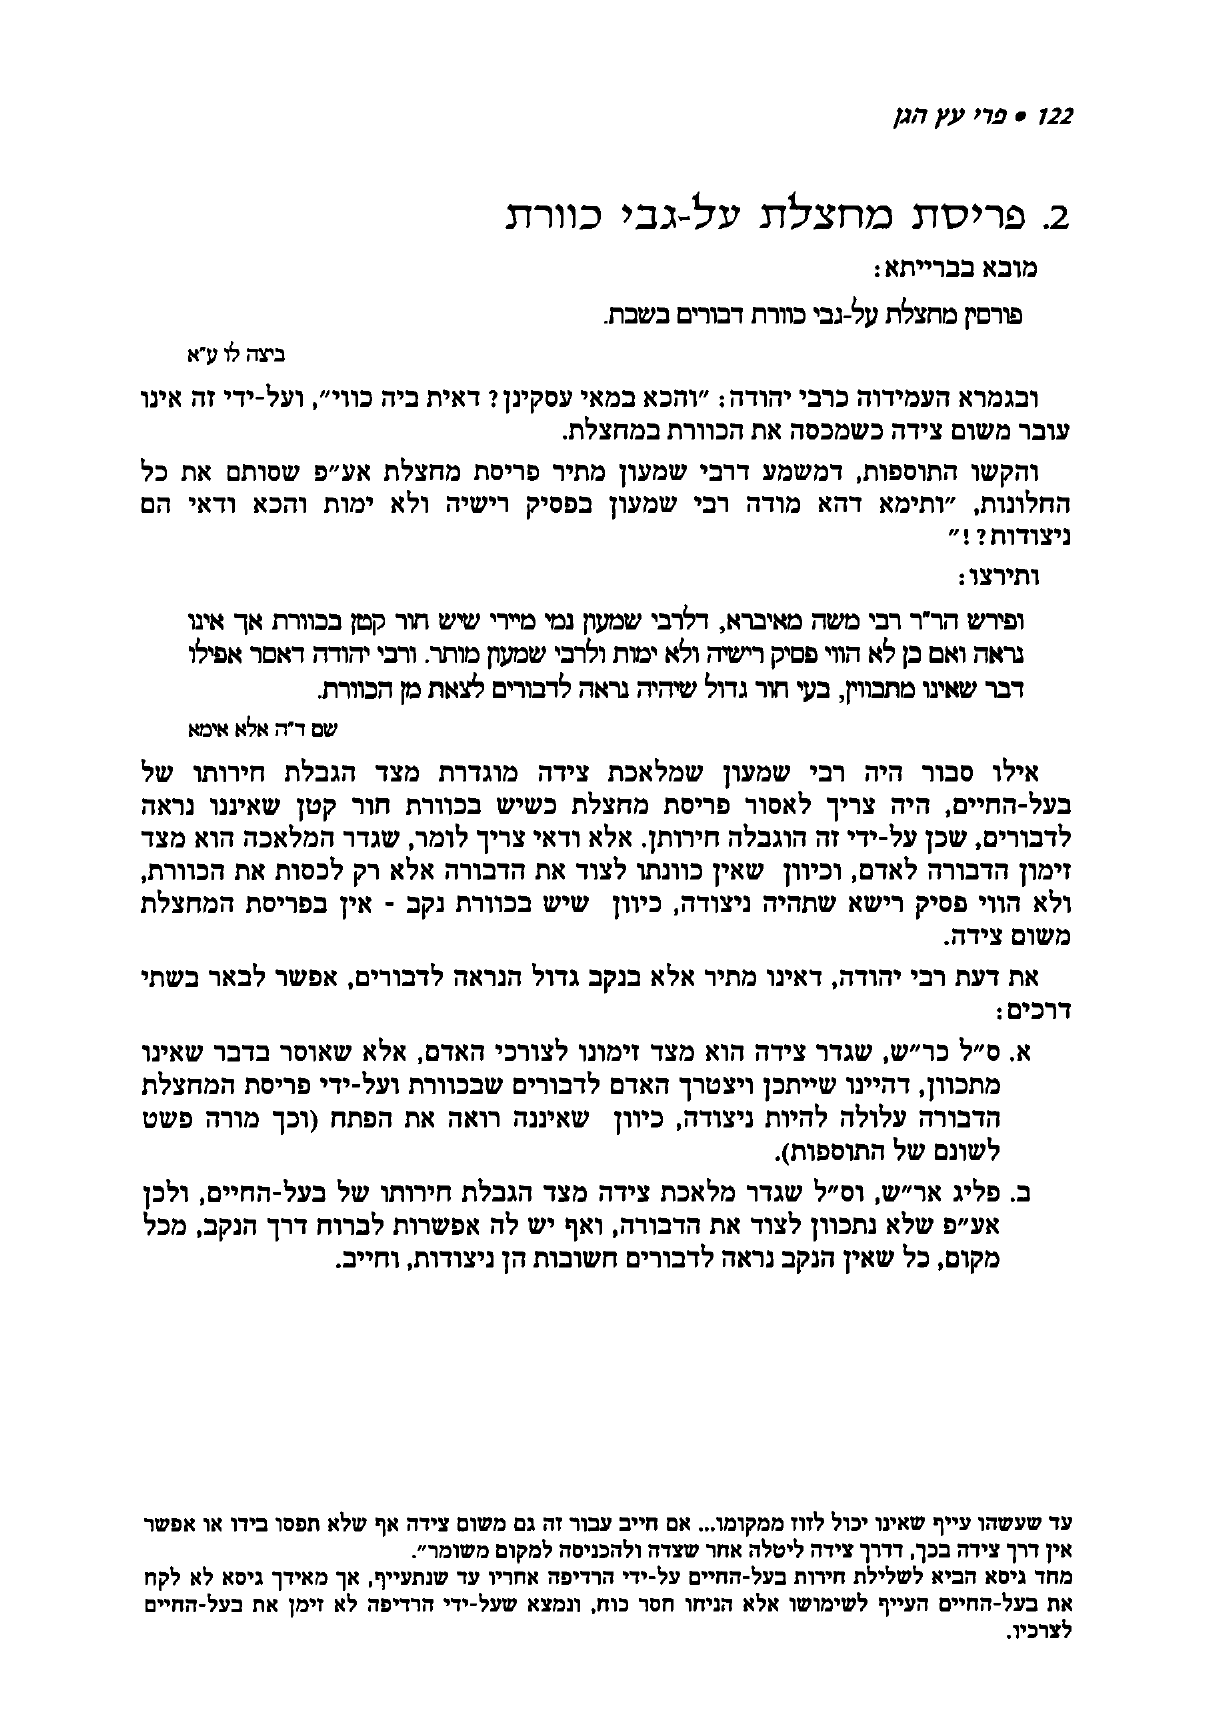 122 • פרי עץ הגן
2. פריסת מחצלת על-גבי כוורת
מובא בברייתא:
פורסין מחצלת על-גבי כוורת דבורים בשבת.
ביצה לו ע"א
ובגמרא העמידוה כרבי יהודה: "והכא במאי עסקינן? דאית ביה כווי", ועל-ידי זה אינו
עובר משום צידה כשמכסה את הכוורת במחצלת.
והקשו התוספות, דמשמע דרבי שמעון מתיר פריסת מחצלת אע"פ שסותם את כל
החלונות, "ותימא דהא מודה רבי שמעון בפסיק רישיה ולא ימות והכא ודאי הם
ניצודות?!"
ותירצו:
ופירש הר"ר רבי משה מאיברא, דלרבי שמעון נמי מיירי שיש חור קטן בכוורת אך אינו
נראה ואם כן לא הווי פסיק רישיה ולא ימות ולרבי שמעון מותר. ורבי יהודה דאסר אפילו
דבר שאינו מתכווין, בעי חור גדול שיהיה נראה לדבורים לצאת מן הכוורת.
שם ד"ה אלא אימא
אילו סבור היה רבי שמעון שמלאכת צידה מוגדרת מצד הגבלת חירותו של
בעל-החיים, היה צריך לאסור פריסת מחצלת כשיש בכוורת חור קטן שאיננו נראה
לדבורים, שכן על-ידי זה הוגבלה חירותן. אלא ודאי צריך לומר, שגדר המלאכה הוא מצד
זימון הדבורה לאדם, וכיוון שאין כוונתו לצוד את הדבורה אלא רק לכסות את הכוורת,
ולא הווי פסיק רישא שתהיה ניצודה, כיוון שיש בכוורת נקב - אין בפריסת המחצלת
משום צידה.
את דעת רבי יהודה, דאינו מתיר אלא בנקב גדול הנראה לדבורים, אפשר לבאר בשתי
דרכים:
א. ס"ל כר"ש, שגדר צידה הוא מצד זימונו לצורכי האדם, אלא שאוסר בדבר שאינו
מתכוון, דהיינו שייתכן ויצטרך האדם לדבורים שבכוורת ועל-ידי פריסת המחצלת
הדבורה עלולה להיות ניצודה, כיוון שאיננה רואה את הפתח (וכך מורה פשט
לשונם של התוספות).
ב. פליג אר"ש, וס"ל שגדר מלאכת צידה מצד הגבלת חירותו של בעל-החיים, ולכן
אע"פ שלא נתכוון לצוד את הדבורה, ואף יש לה אפשרות לברוח דרך הנקב, מכל
מקום, כל שאין הנקב נראה לדבורים חשובות הן ניצודות, וחייב.
עד שעשהו עייף שאינו יכול לזוז ממקומו... אם חייב עבור זה גם משום צידה אף שלא תפסו בידו או אפשר
אין דרך צידה בכך, דדרך צידה ליטלה אחר שצדה ולהכניסה למקום משומר".
מחד גיסא הביא לשלילת חירות בעל-החיים על-ידי הרדיפה אחריו עד שנתעייף, אך מאידך גיסא לא לקח
את בעל-החיים העייף לשימושו אלא הניחו חסר כוח, ונמצא שעל-ידי הרדיפה לא זימן את בעל-החיים
לצרכיו.